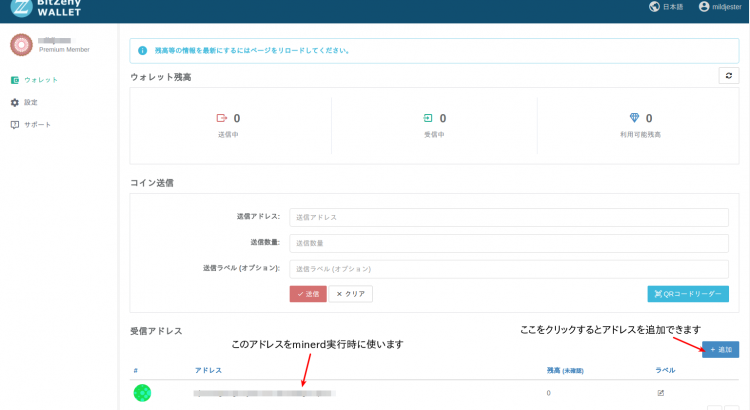 BitZeny
WALLET
日本語
mildjester
Premium Member
ウォレット
設定
サポート
残高等の情報を最新にするにはページをリロードしてください。
ウォレット残高
0
送信中
0
受信中
0
利用可能残高
コイン送信
送信アドレス:
送信アドレス
送信数量:
送信数量
送信ラベル (オプション):
送信ラベル (オプション)
送信
× クリア
QRコードリーダー
受信アドレス
ここをクリックするとアドレスを追加できます
このアドレスをminerd実行時に使います
+ 追加
#
アドレス
残高 (未確認)
ラベル
0